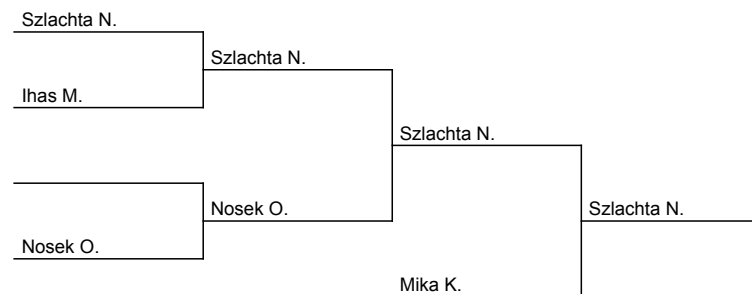 Szlachta N.
Szlachta N.
Ihas M.
Szlachta N.
Nosek O.
Szlachta N.
Nosek O.
Mika K.